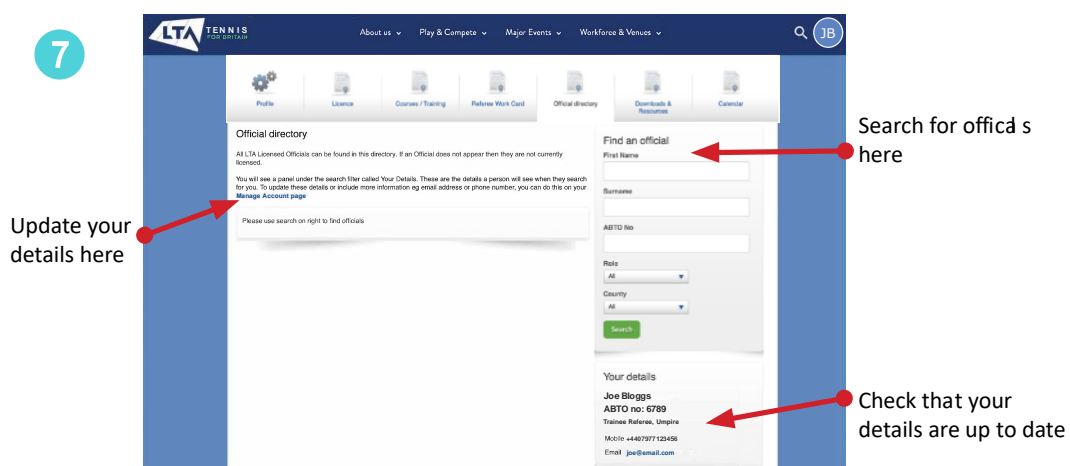 7
LTA TENNIS
FOR BRITAIN
About us Play & Compete Major Events Workforce & Venues
JB
Profile Licence Courses / Training Referee Work Card Official directory Downloads &
Resources Calendar
Official directory
All LTA Licensed Officials can be found in this directory. If an Official does not appear then they are not currently
licensed.
You will see a panel under the search filter called Your Details. These are the details a person will see when they search
for you. To update these details or include more information eg email address or phone number, you can do this on your
Manage Account page
Please use search on right to find officials
Update your
details here
Find an official
First Name
Surname
ABTO No
Role
All
County
All
Search
Search for offical s
here
Your details
Joe Bloggs
ABTO no: 6789
Trainee Referee, Umpire
Mobile +4407977123456
Email joe@email.com
Check that your
details are up to date